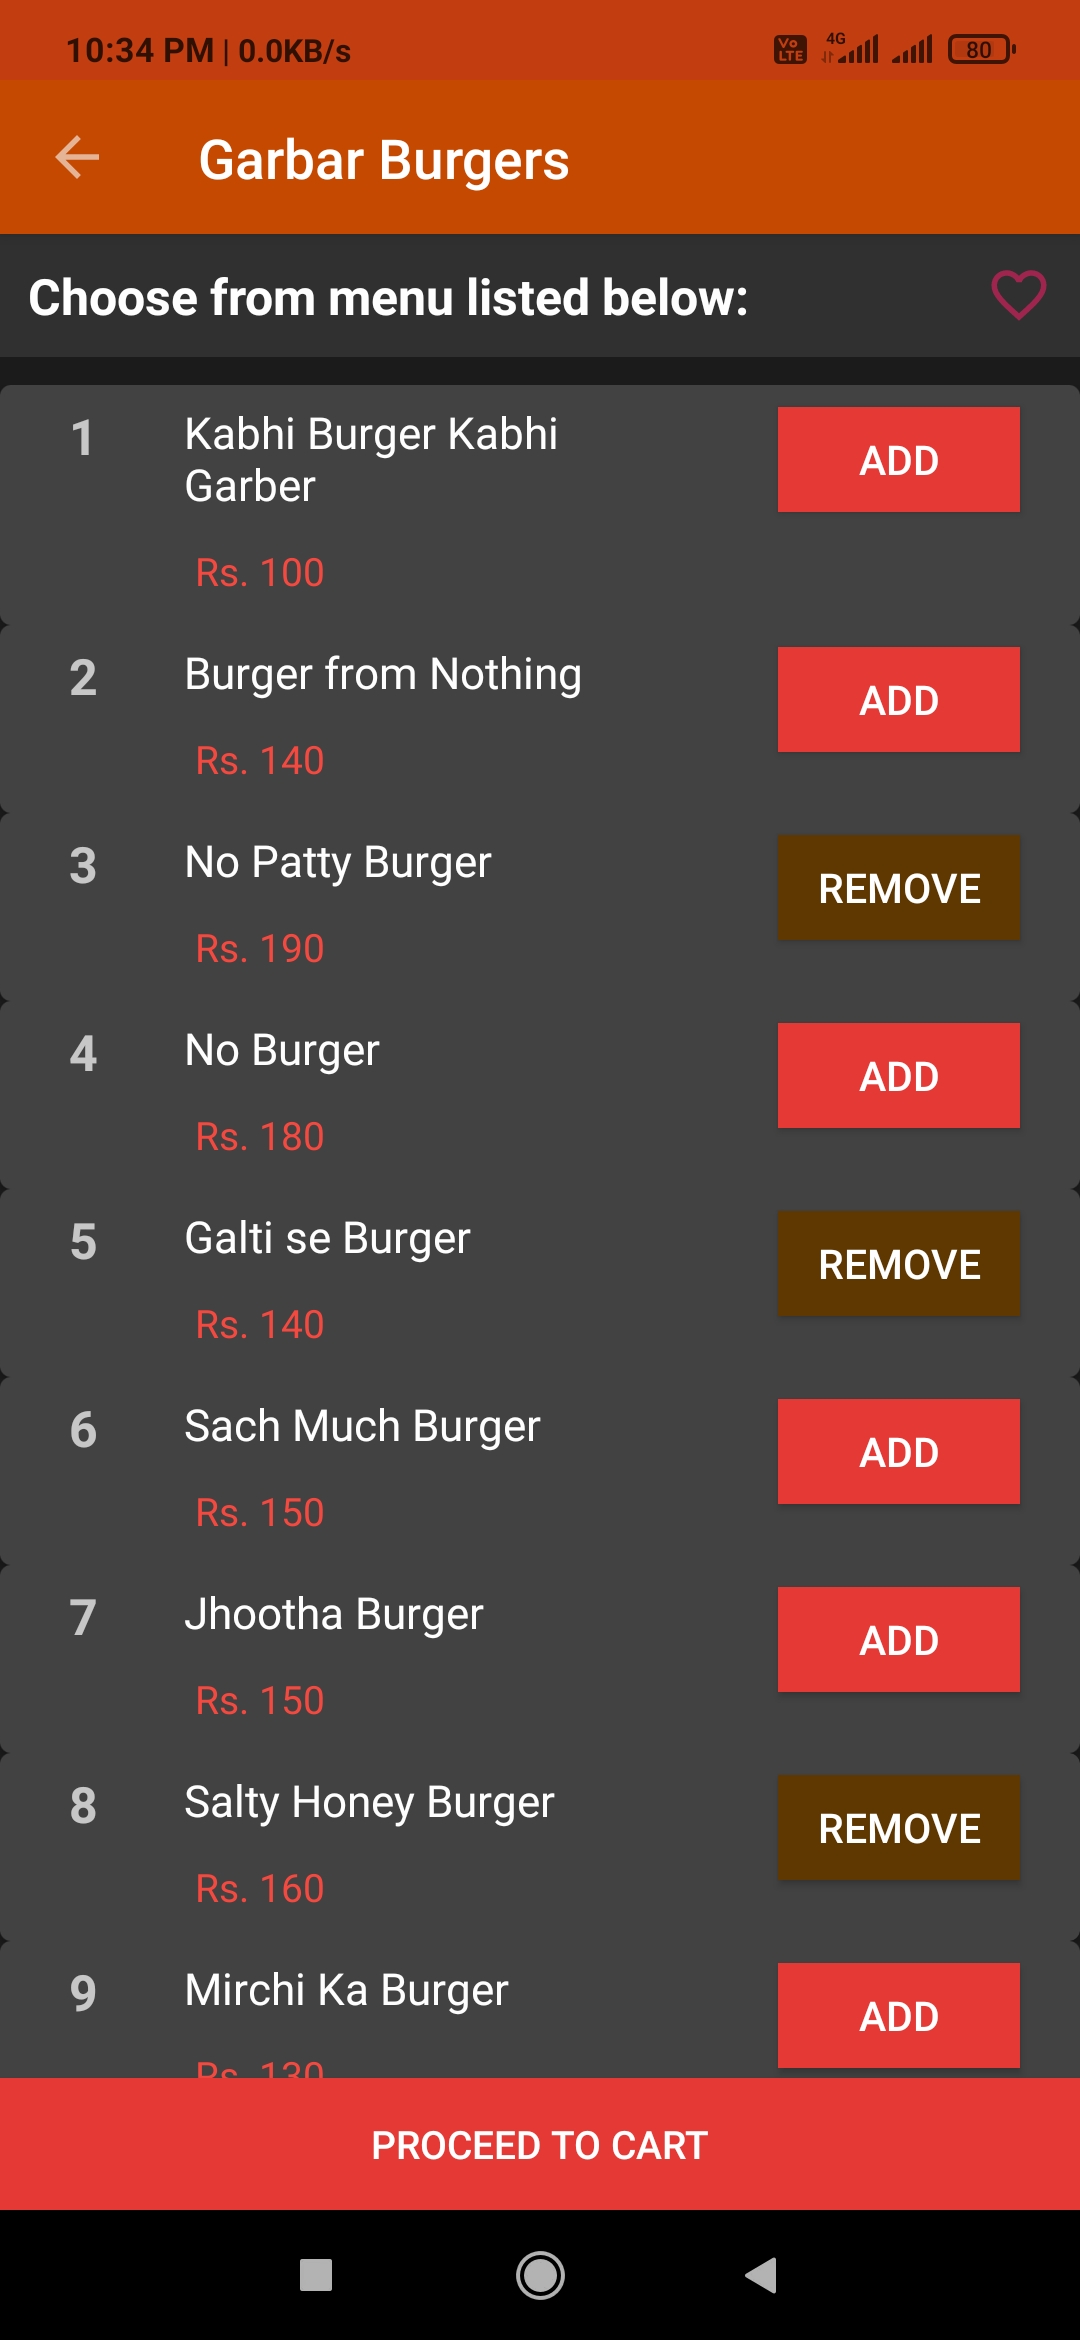 10:34 PM | 0.0KB/s
Vo LTE 4G 80
Garbar Burgers
Choose from menu listed below:
1 Kabhi Burger Kabhi
Garber
ADD
Rs. 100
2 Burger from Nothing ADD
Rs. 140
3 No Patty Burger REMOVE
Rs. 190
4 No Burger ADD
Rs. 180
5 Galti se Burger REMOVE
Rs. 140
6 Sach Much Burger ADD
Rs. 150
7 Jhootha Burger ADD
Rs. 150
8 Salty Honey Burger REMOVE
Rs. 160
9 Mirchi Ka Burger ADD
Rs. 130
PROCEED TO CART